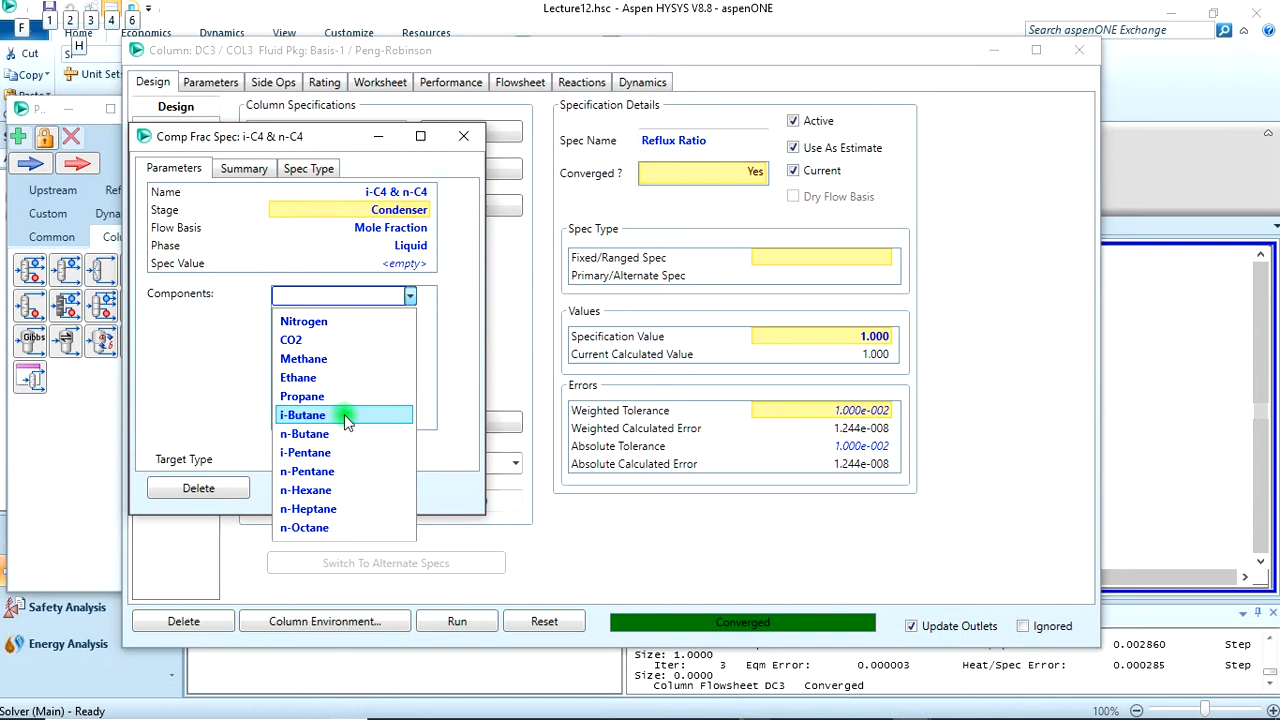 Lecture12.hsc - Aspen HYSYS V8.8 - aspenONE
F
1
2
3
4
6
Home Economics Dynamics View Customize Resources
H
Search aspenONE Exchange
Cut
Copy
Unit Sets
Column: DC3 / COL3 Fluid Pkg: Basis-1 / Peng-Robinson
Design Parameters Side Ops Rating Worksheet Performance Flowsheet Reactions Dynamics
P..
Upstream
Custom
Common
Gibbs
Design
Column Specifications
Comp Frac Spec: i-C4 & n-C4
Parameters Summary Spec Type
Name i-C4 & n-C4
Stage Condenser
Flow Basis Mole Fraction
Phase Liquid
Spec Value <empty>
Components:
Nitrogen
CO2
Methane
Ethane
Propane
i-Butane
n-Butane
i-Pentane
n-Pentane
n-Hexane
n-Heptane
n-Octane
Target Type
Delete
Switch To Alternate Specs
Specification Details
Spec Name Reflux Ratio
Converged ? Yes
Active
Use As Estimate
Current
Dry Flow Basis
Spec Type
Fixed/Ranged Spec
Primary/Alternate Spec
Values
Specification Value 1.000
Current Calculated Value 1.000
Errors
Weighted Tolerance 1.000e-002
Weighted Calculated Error 1.244e-008
Absolute Tolerance 1.000e-002
Absolute Calculated Error 1.244e-008
Delete Column Environment... Run Reset Converged Update Outlets Ignored
Safety Analysis
Energy Analysis
0.002860 Step
Size: 1.0000
Iter: 3 Eqm Error: 0.000003 Heat/Spec Error: 0.000285 Step
Size: 0.0000
Column Flowsheet DC3 Converged
Solver (Main) - Ready
100%